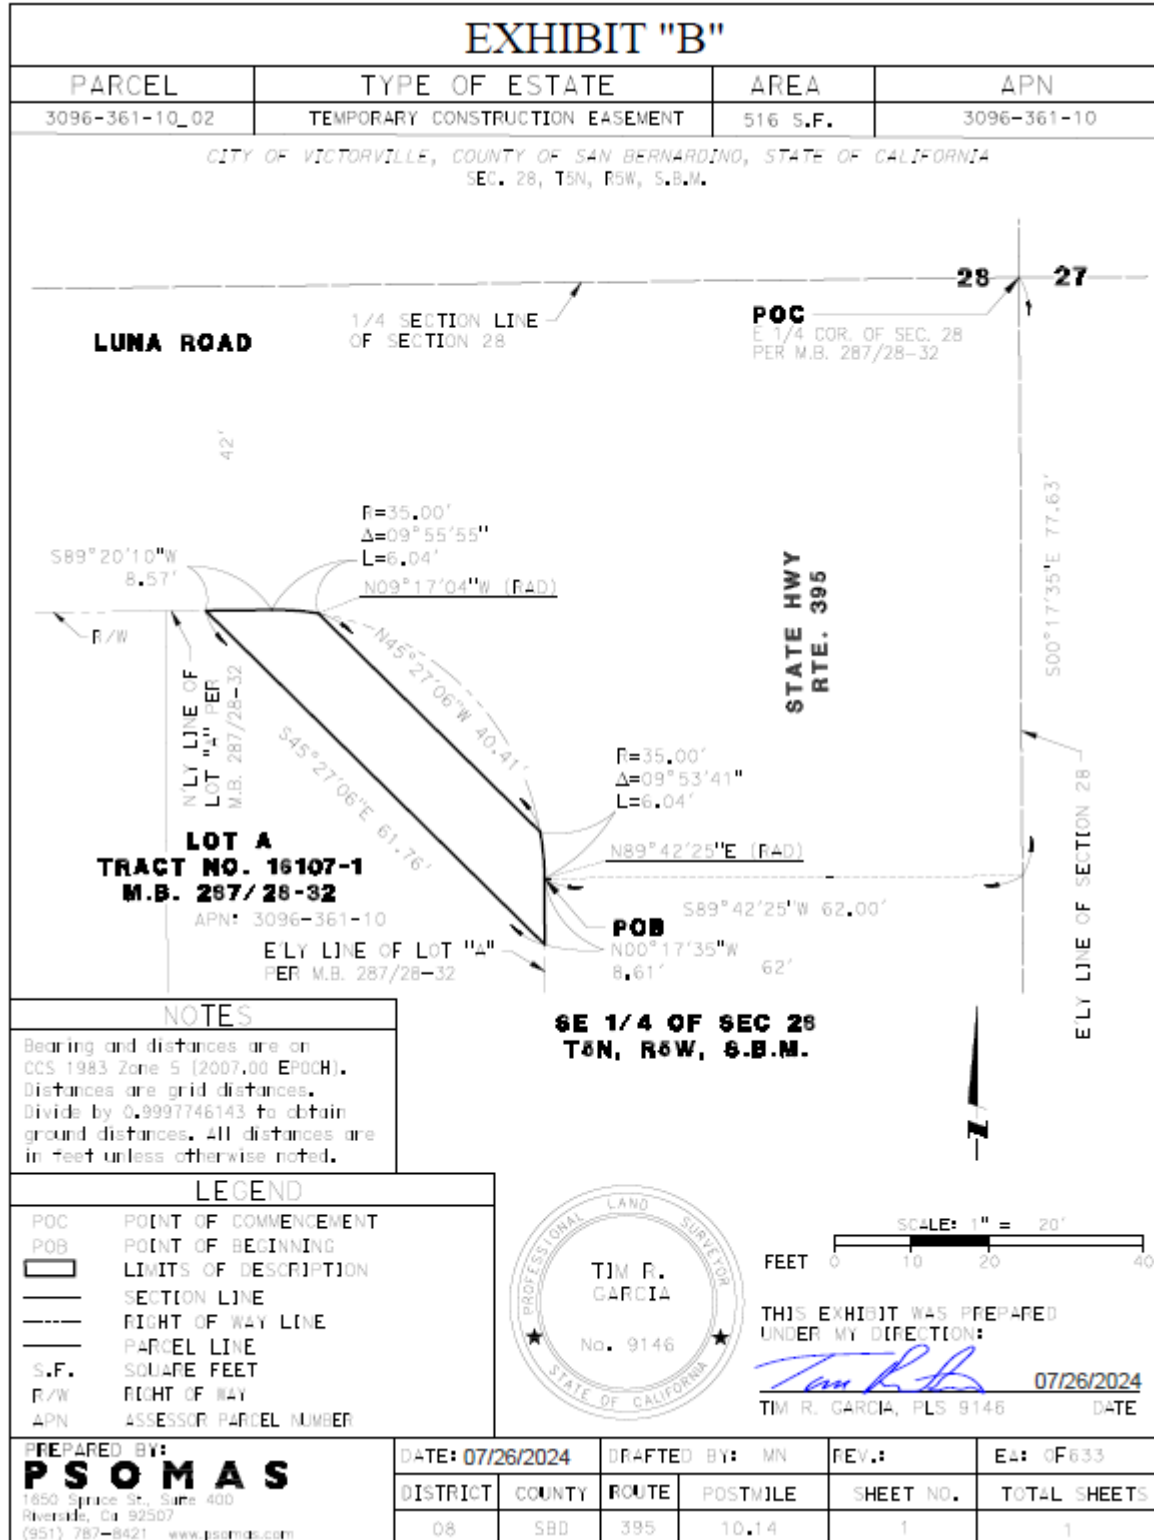 EXHIBIT "B"
PARCEL TYPE OF ESTATE AREA APN
3096-361-10_02 TEMPORARY CONSTRUCTION EASEMENT 516 S.F. 3096-361-10
CITY OF VICTORVILLE, COUNTY OF SAN BERNARDINO, STATE OF CALIFORNIA
SEC. 28, T5N, R5W, S.B.M.
28 27
1/4 SECTION LINE
OF SECTION 28
POC
E 1/4 COR. OF SEC. 28
PER M.B. 287/28-32
LUNA ROAD
42'
S00°17'35"E 77.63'
R=35.00'
Δ=09°55'55"
L=6.04'
S89°20'10"W
8.57'
N09°17'04"W (RAD)
STATE HWY
RTE. 395
R/W
N'LY LINE OF
LOT "A" PER
M.B. 287/28-32
N45°27'06"W 40.41'
S45°27'06"E 61.76'
R=35.00'
Δ=09°53'41"
L=6.04'
N89°42'25"E (RAD)
LOT A
TRACT NO. 16107-1
M.B. 287/28-32
APN: 3096-361-10
S89°42'25"W 62.00'
POB
N00°17'35"W
8.61'
62'
E'LY LINE OF LOT "A"
PER M.B. 287/28-32
E'LY LINE OF SECTION 28
SE 1/4 OF SEC 28
T5N, R5W, S.B.M.
NOTES
Bearing and distances are on
CCS 1983 Zone 5 (2007.00 EPOCH).
Distances are grid distances.
Divide by 0.9997746143 to obtain
ground distances. All distances are
in feet unless otherwise noted.
N
LEGEND
POC POINT OF COMMENCEMENT
POB POINT OF BEGINNING
LIMITS OF DESCRIPTION
SECTION LINE
RIGHT OF WAY LINE
PARCEL LINE
S.F. SQUARE FEET
R/W RIGHT OF WAY
APN ASSESSOR PARCEL NUMBER
PROFESSIONAL LAND SURVEYOR
TIM R.
GARCIA
No. 9146
STATE OF CALIFORNIA
SCALE: 1" = 20'
FEET 0 10 20 40
THIS EXHIBIT WAS PREPARED
UNDER MY DIRECTION:
07/26/2024
TIM R. GARCIA, PLS 9146 DATE
PREPARED BY:
PSOMAS
1650 Spruce St., Suite 400
Riverside, Ca 92507
(951) 787-8421 www.psomas.com
DATE: 07/26/2024 DRAFTED BY: MN REV.: EA: 0F633
DISTRICT COUNTY ROUTE POSTMILE SHEET NO. TOTAL SHEETS
08 SBD 395 10.14 1 1